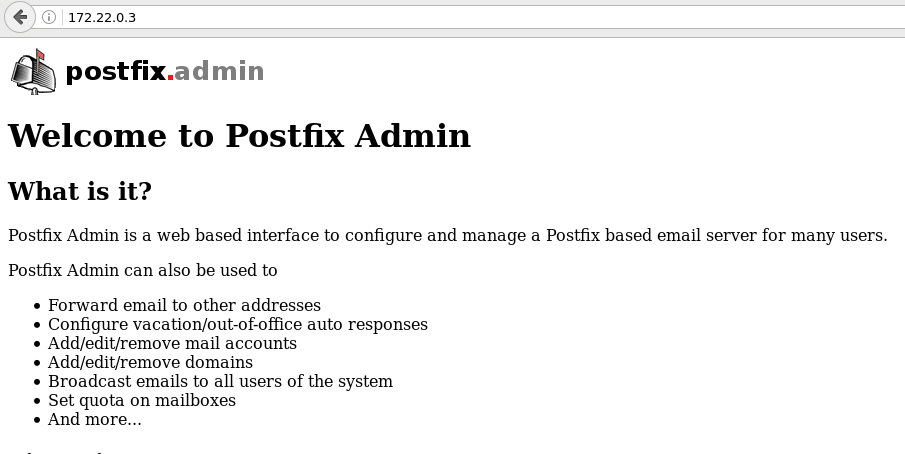 172.22.0.3
postfix.admin
Welcome to Postfix Admin
What is it?
Postfix Admin is a web based interface to configure and manage a Postfix based email server for many users.
Postfix Admin can also be used to
• Forward email to other addresses
• Configure vacation/out-of-office auto responses
• Add/edit/remove mail accounts
• Add/edit/remove domains
• Broadcast emails to all users of the system
• Set quota on mailboxes
• And more...